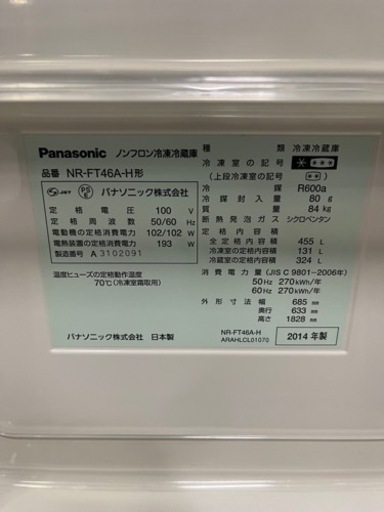 Panasonic ノンフロン冷凍冷蔵庫
品番 NR-FT46A-H形
JET PS E パナソニック株式会社
定格電圧 100 V
定格周波数 50/60 Hz
電動機の定格消費電力 102/102 W
電熱装置の定格消費電力 193 W
製造番号 A 3102091
温度ヒューズの定格動作温度
70℃(冷凍室霜取用)
パナソニック株式会社 日本製
種類 冷凍冷蔵庫
冷凍室の記号
(上段冷凍室の記号)
冷媒 R600a
冷媒封入量 80 g
質量 84 kg
断熱発泡ガス シクロペンタン
定格内容積
全定格内容積 455 L
冷凍室の定格内容積 131 L
冷蔵室の定格内容積 324 L
消費電力量(JIS C 9801-2006年)
50Hz 270kWh/年
60Hz 270kWh/年
外形寸法 幅 685 mm
奥行 633 mm
高さ 1828 mm
NR-FT46A-H
ARAHLCL01070
2014 年製